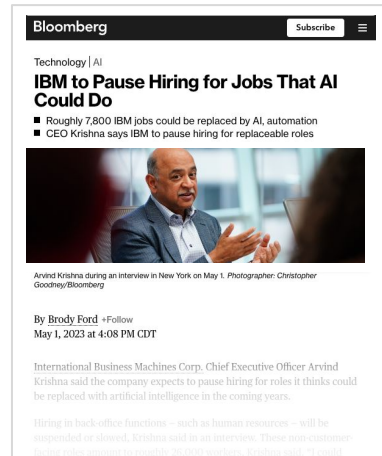 Bloomberg
Subscribe
Technology | AI
IBM to Pause Hiring for Jobs That AI
Could Do
■ Roughly 7,800 IBM jobs could be replaced by AI, automation
■ CEO Krishna says IBM to pause hiring for replaceable roles
Arvind Krishna during an interview in New York on May 1. Photographer: Christopher
Goodney/Bloomberg
By Brody Ford +Follow
May 1, 2023 at 4:08 PM CDT
International Business Machines Corp. Chief Executive Officer Arvind
Krishna said the company expects to pause hiring for roles it thinks could
be replaced with artificial intelligence in the coming years.
Hiring in back-office functions — such as human resources — will be
suspended or slowed, Krishna said in an interview. These non-customer-
facing roles amount to roughly 26,000 workers, Krishna said. "I could